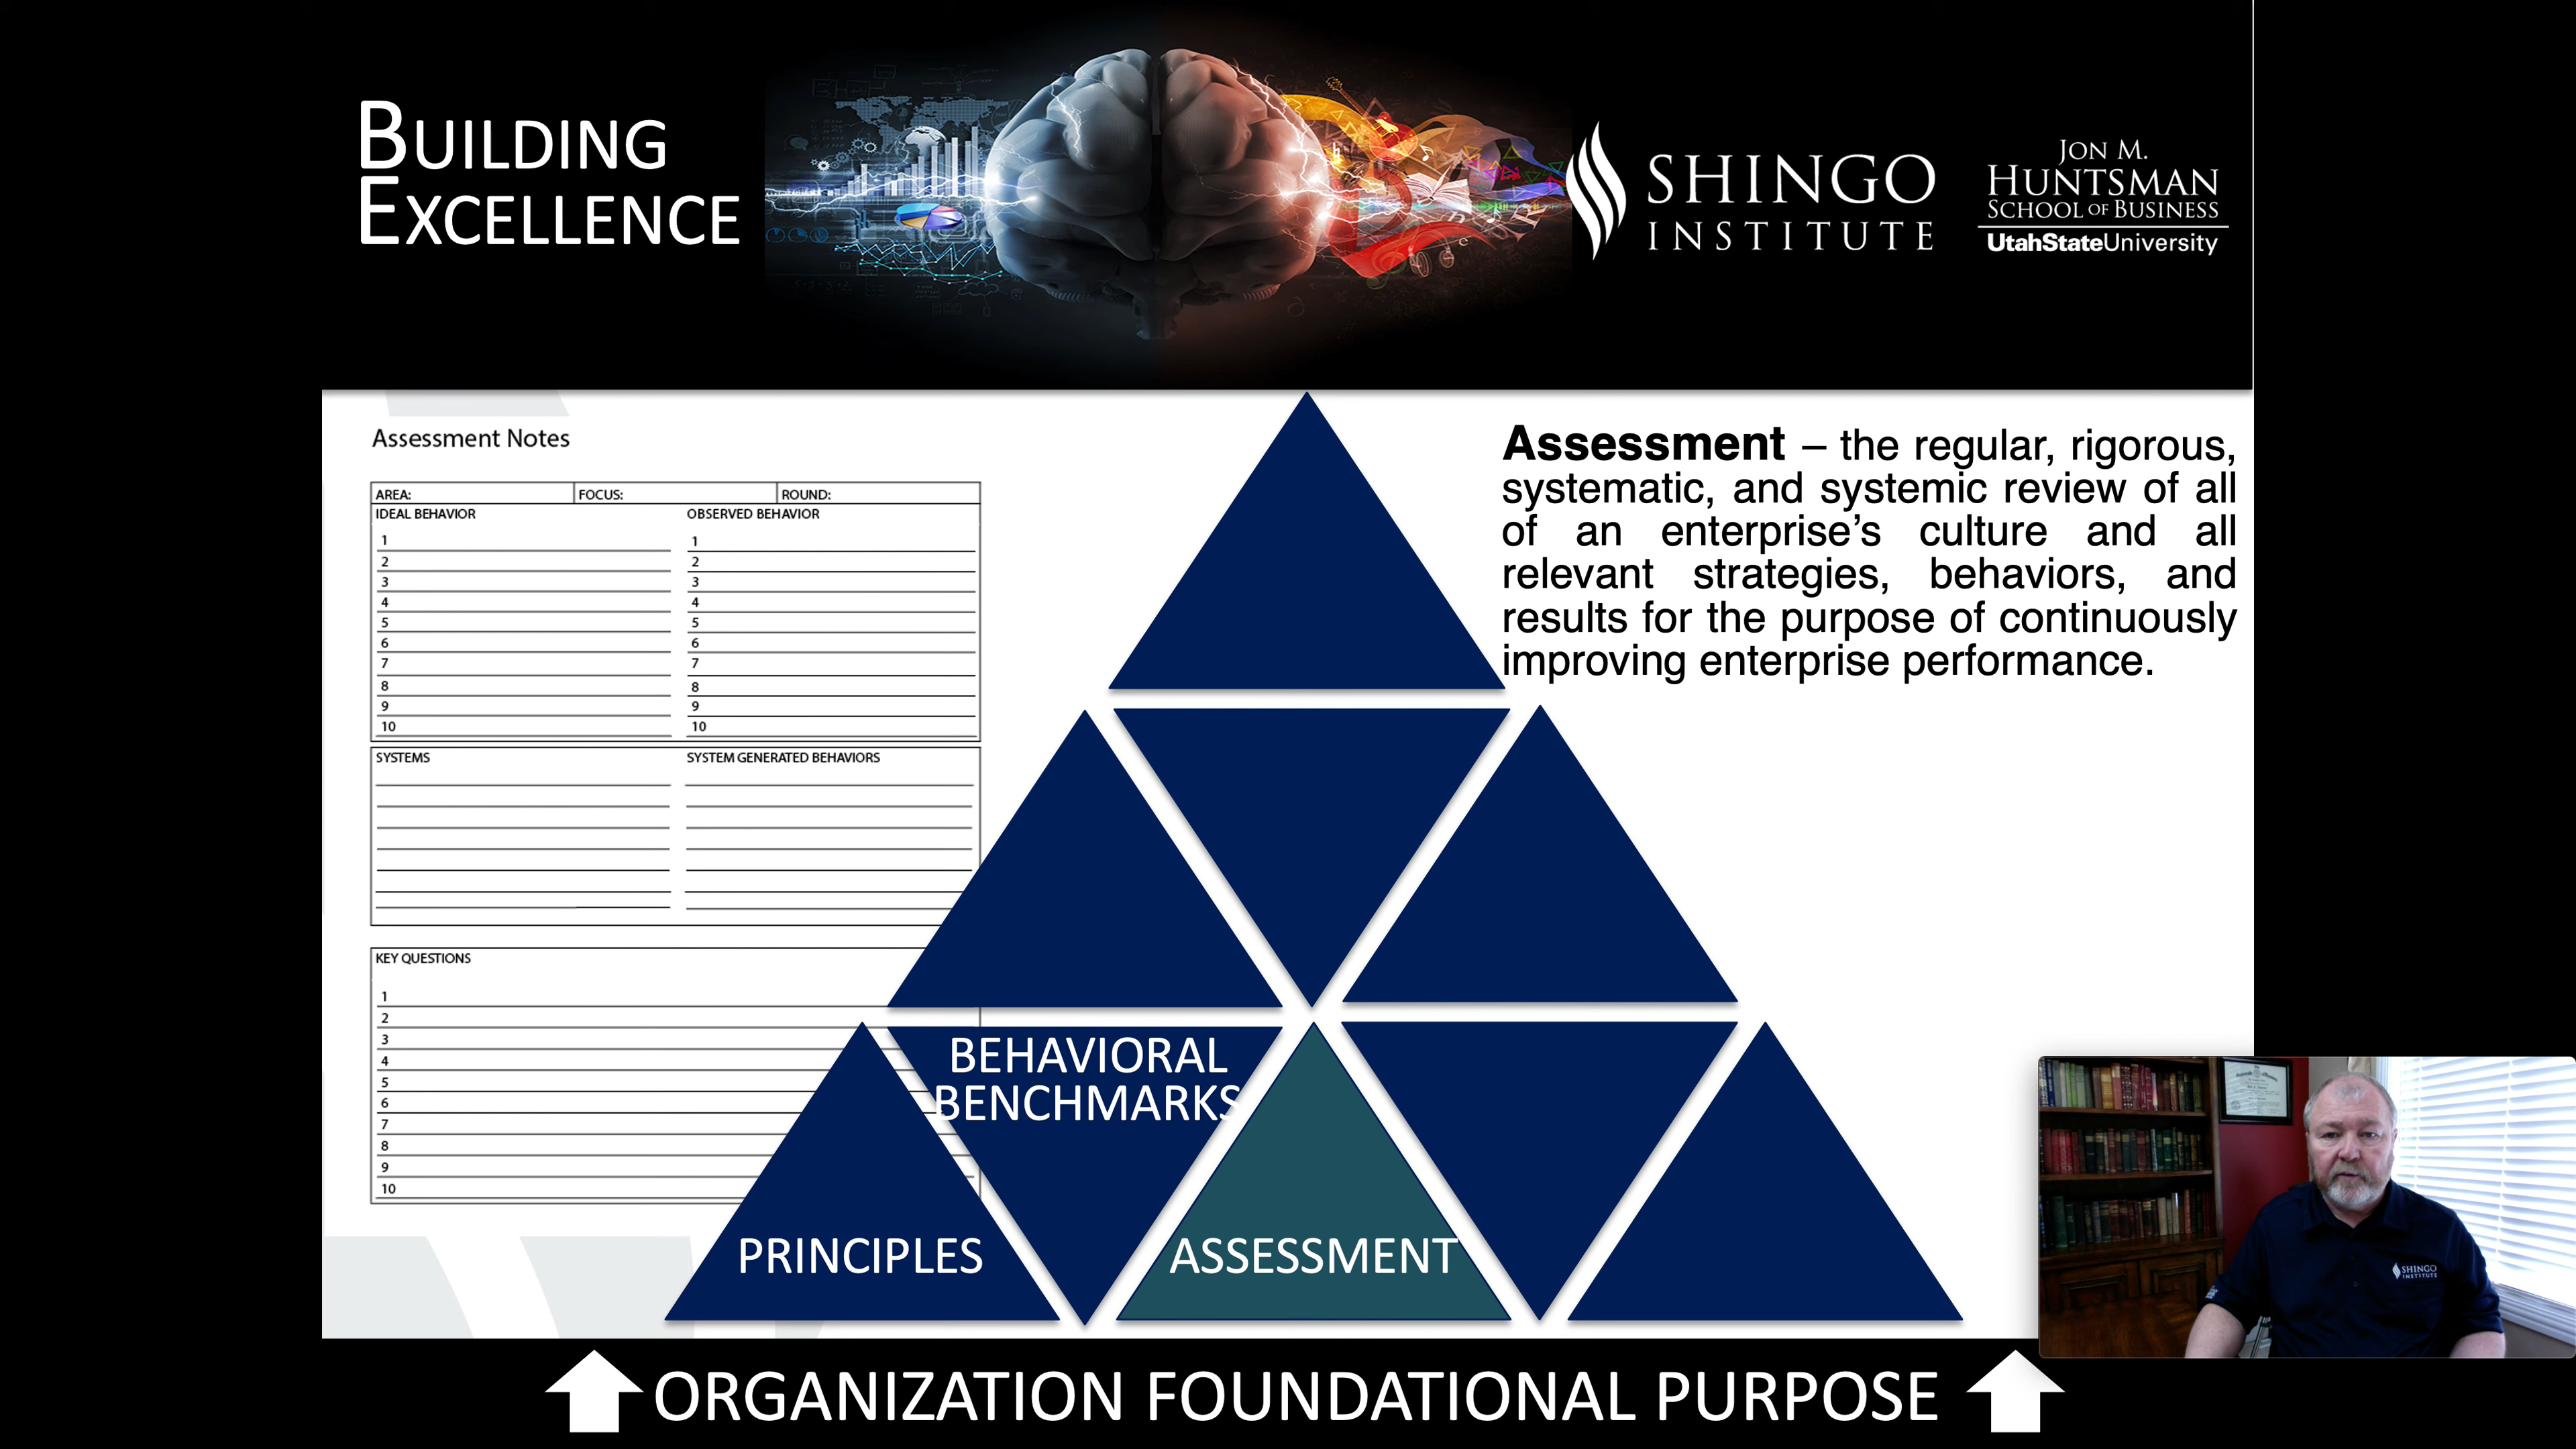 BUILDING
EXCELLENCE
SHINGO
INSTITUTE
JON M.
HUNTSMAN
SCHOOL OF BUSINESS
UtahStateUniversity
Assessment Notes
AREA: FOCUS: ROUND:
IDEAL BEHAVIOR OBSERVED BEHAVIOR
1 1
2 2
3 3
4 4
5 5
6 6
7 7
8 8
9 9
10 10
SYSTEMS SYSTEM GENERATED BEHAVIORS
KEY QUESTIONS
1
2
3
4
5
6
7
8
9
10
Assessment – the regular, rigorous,
systematic, and systemic review of all
of an enterprise’s culture and all
relevant strategies, behaviors, and
results for the purpose of continuously
improving enterprise performance.
BEHAVIORAL
BENCHMARKS
PRINCIPLES
ASSESSMENT
SHINGO
INSTITUTE
ORGANIZATION FOUNDATIONAL PURPOSE